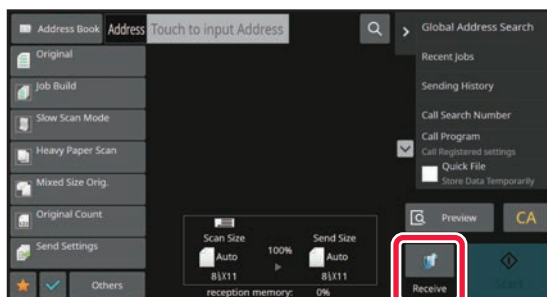 Address Book
Address
Touch to input Address
Original
Job Build
Slow Scan Mode
Heavy Paper Scan
Mixed Size Orig.
Original Count
Send Settings
Others
Scan Size
Auto
8½X11
100%
Send Size
Auto
8½X11
reception memory: 0%
Global Address Search
Recent Jobs
Sending History
Call Search Number
Call Program
Call Registered settings
Quick File
Store Data Temporarily
Preview
CA
Receive
Start